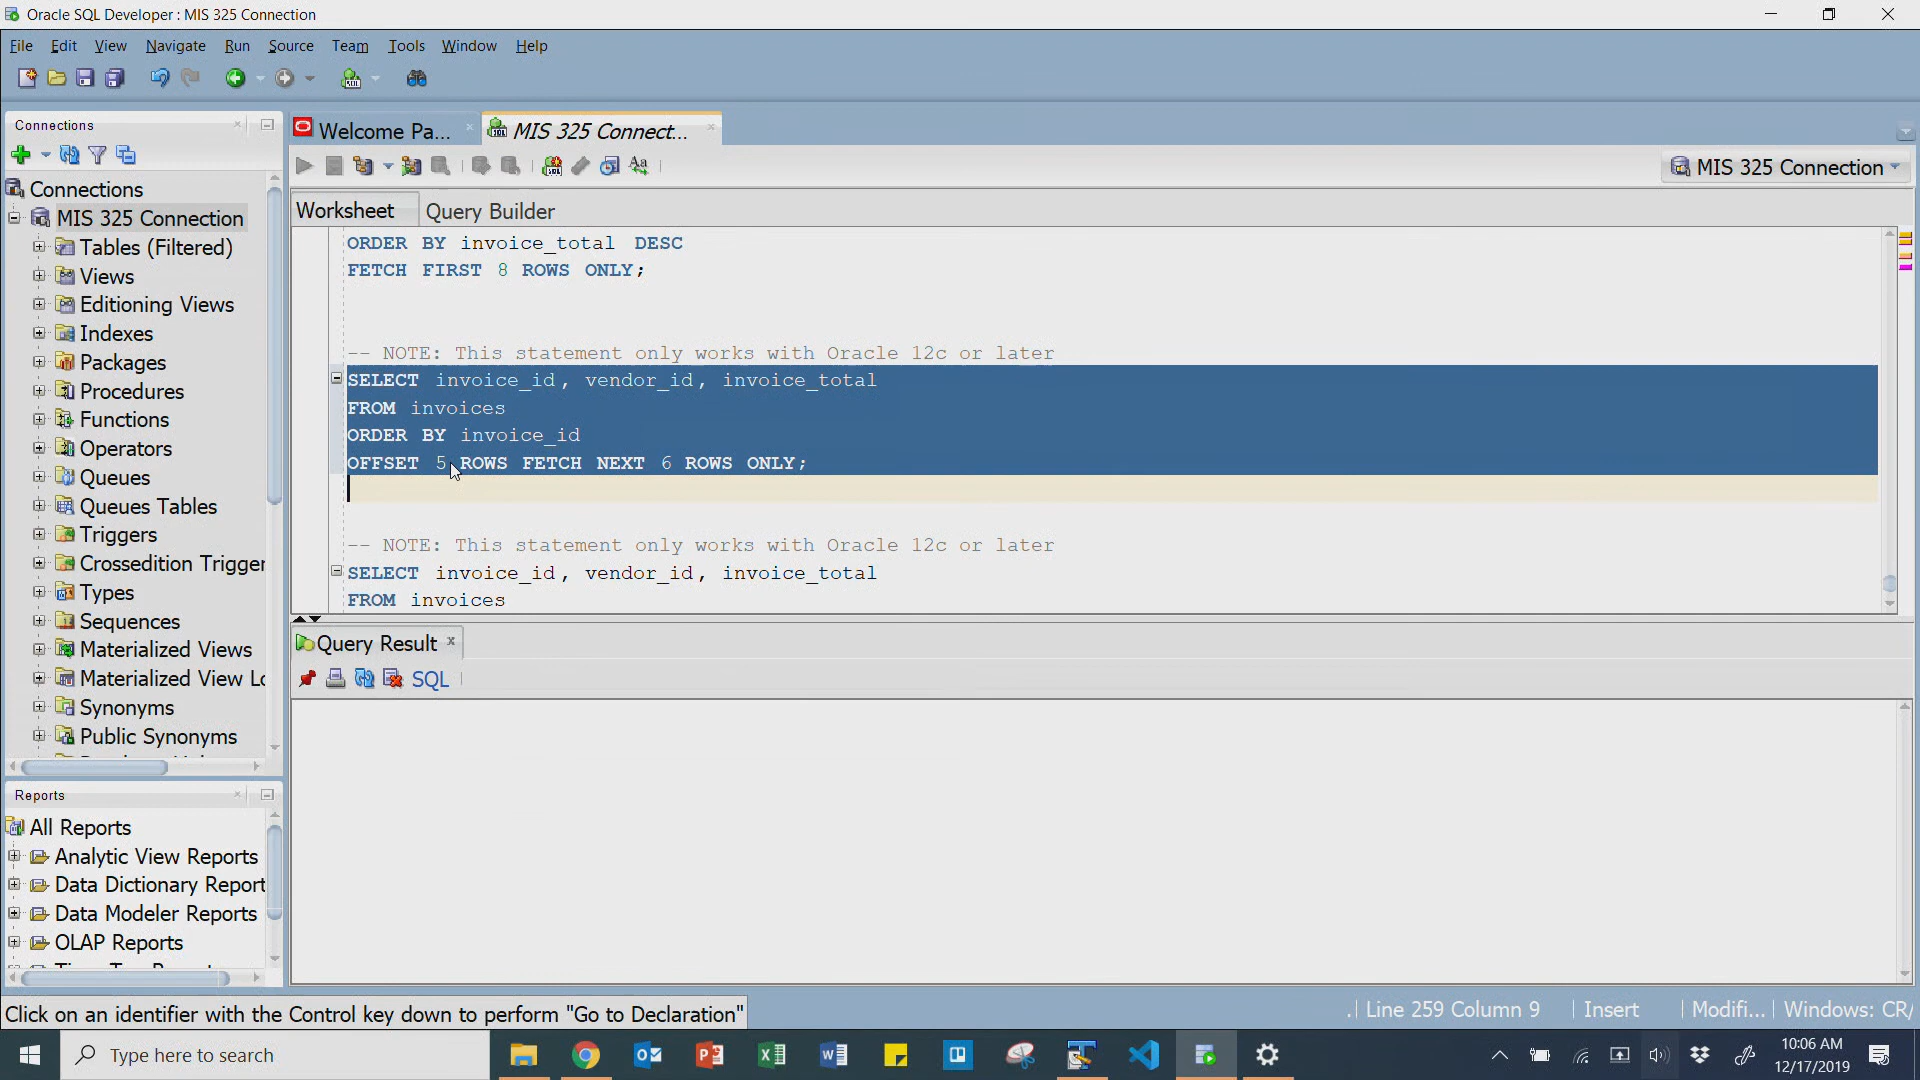 Oracle SQL Developer : MIS 325 Connection
File Edit View Navigate Run Source Team Tools Window Help
Connections
Connections
MIS 325 Connection
Tables (Filtered)
Views
Editioning Views
Indexes
Packages
Procedures
Functions
Operators
Queues
Queues Tables
Triggers
Crossedition Trigger
Types
Sequences
Materialized Views
Materialized View Lo
Synonyms
Public Synonyms
Reports
All Reports
Analytic View Reports
Data Dictionary Report
Data Modeler Reports
OLAP Reports
Welcome Pa... MIS 325 Connect...
MIS 325 Connection
Worksheet Query Builder
ORDER BY invoice_total DESC
FETCH FIRST 8 ROWS ONLY;
-- NOTE: This statement only works with Oracle 12c or later
SELECT invoice_id, vendor_id, invoice_total
FROM invoices
ORDER BY invoice_id
OFFSET 5 ROWS FETCH NEXT 6 ROWS ONLY;
-- NOTE: This statement only works with Oracle 12c or later
SELECT invoice_id, vendor_id, invoice_total
FROM invoices
Query Result
SQL
Click on an identifier with the Control key down to perform "Go to Declaration"
Line 259 Column 9 Insert Modifi... Windows: CR/
Type here to search
10:06 AM
12/17/2019